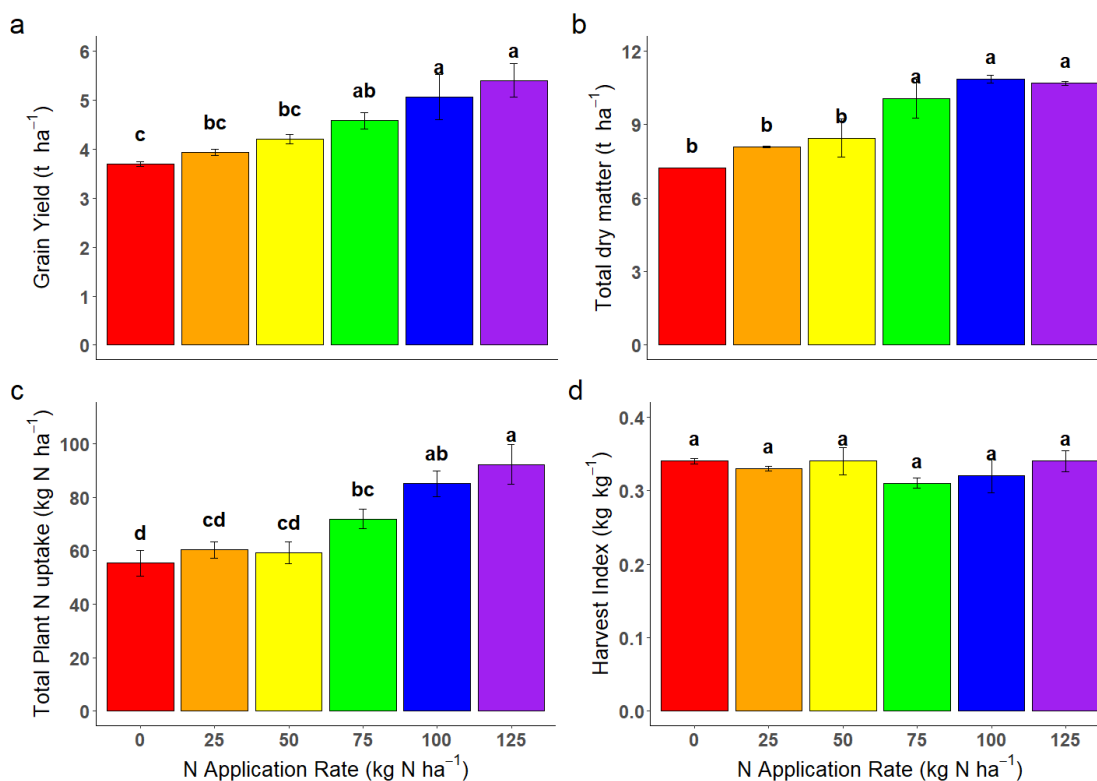 a
Grain Yield (t ha⁻¹)
6
5
4
3
2
1
0
c
bc
bc
ab
a
a
b
Total dry matter (t ha⁻¹)
12
9
6
3
0
b
b
b
a
a
a
c
Total Plant N uptake (kg N ha⁻¹)
100
80
60
40
20
0
d
cd
cd
bc
ab
a
0 25 50 75 100 125
N Application Rate (kg N ha⁻¹)
d
Harvest Index (kg kg⁻¹)
0.4
0.3
0.2
0.1
0.0
a
a
a
a
a
a
0 25 50 75 100 125
N Application Rate (kg N ha⁻¹)